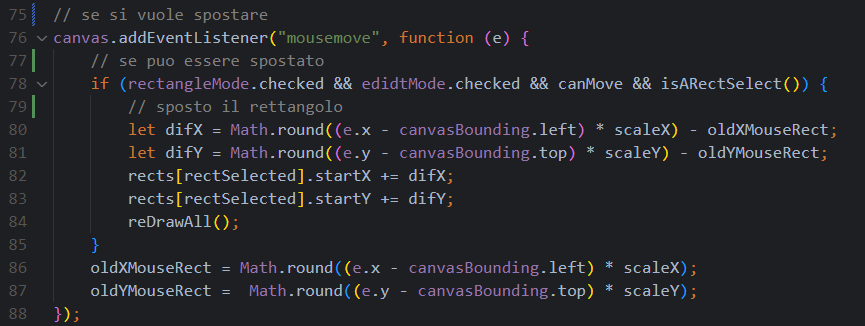 75 // se si vuole spostare
76 canvas.addEventListener("mousemove", function (e) {
77 // se puo essere spostato
78 if (rectangleMode.checked && edidtMode.checked && canMove && isARectSelect()) {
79 // sposto il rettangolo
80 let difX = Math.round((e.x - canvasBounding.left) * scaleX) - oldXMouseRect;
81 let difY = Math.round((e.y - canvasBounding.top) * scaleY) - oldYMouseRect;
82 rects[rectSelected].startX += difX;
83 rects[rectSelected].startY += difY;
84 reDrawAll();
85 }
86 oldXMouseRect = Math.round((e.x - canvasBounding.left) * scaleX);
87 oldYMouseRect =  Math.round((e.y - canvasBounding.top) * scaleY);
88 });